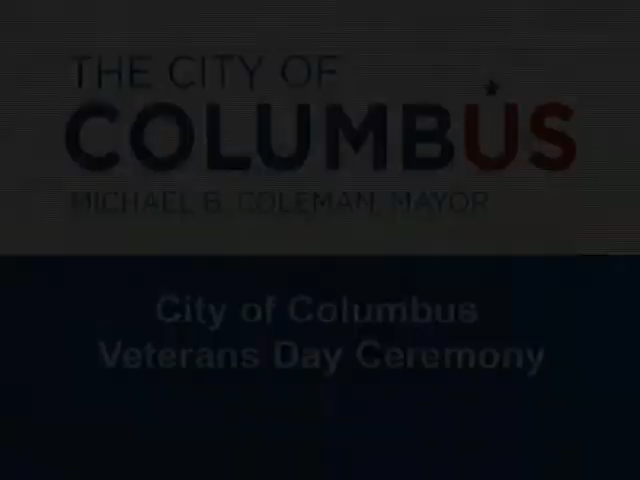 THE CITY OF
COLUMBUS
MICHAEL B. COLEMAN, MAYOR
City of Columbus
Veterans Day Ceremony